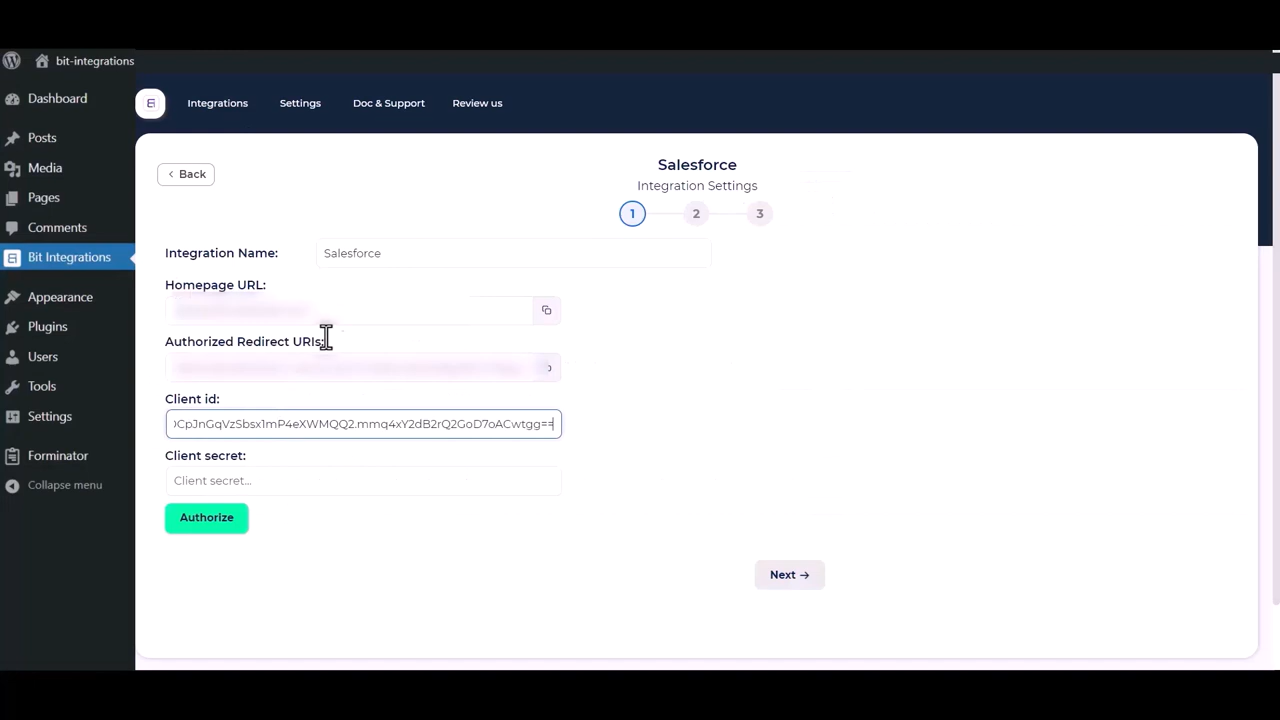 bit-integrations
Dashboard
Posts
Media
Pages
Comments
Bit Integrations
Appearance
Plugins
Users
Tools
Settings
Forminator
Collapse menu
Integrations
Settings
Doc & Support
Review us
Back
Salesforce
Integration Settings
1
2
3
Integration Name:
Salesforce
Homepage URL:
Authorized Redirect URIs:
Client id:
CpJnGqVzSbsx1mP4eXWMQQ2.mmq4xY2dB2rQ2GoD7oACwtgg==
Client secret:
Client secret...
Authorize
Next →